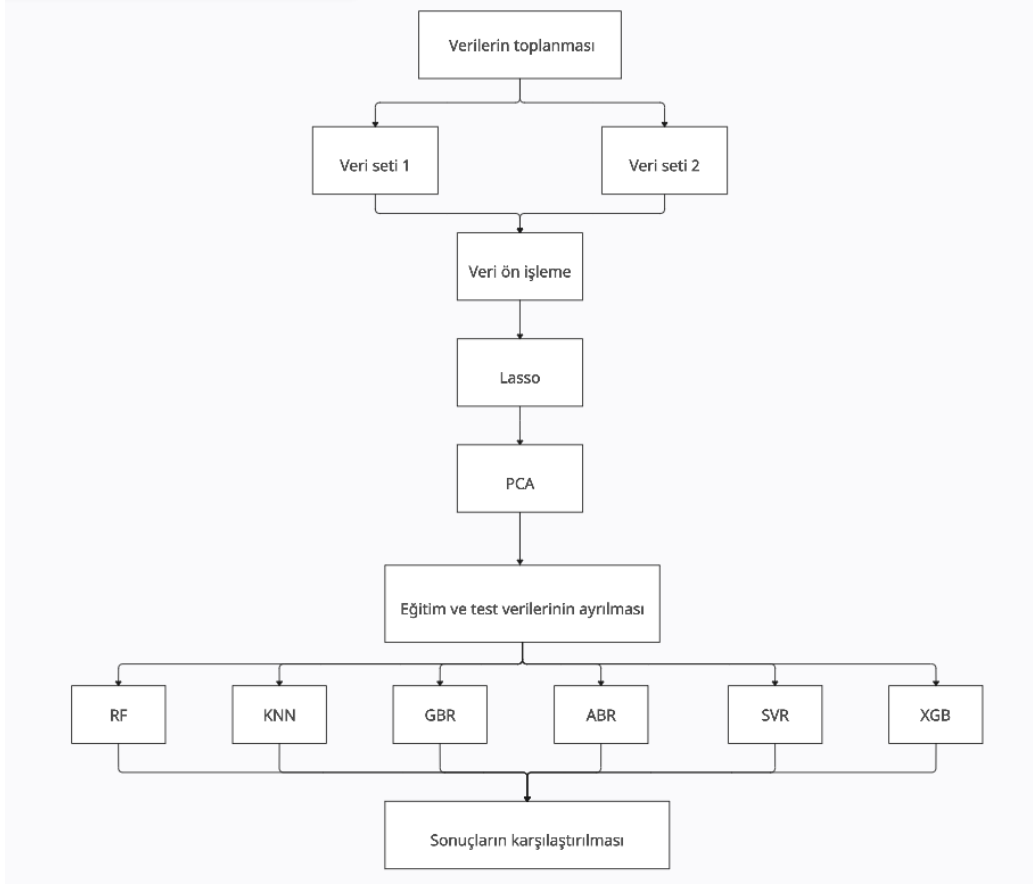 Verilerin toplanması
Veri seti 1
Veri seti 2
Veri ön işleme
Lasso
PCA
Eğitim ve test verilerinin ayrılması
RF
KNN
GBR
ABR
SVR
XGB
Sonuçların karşılaştırılması